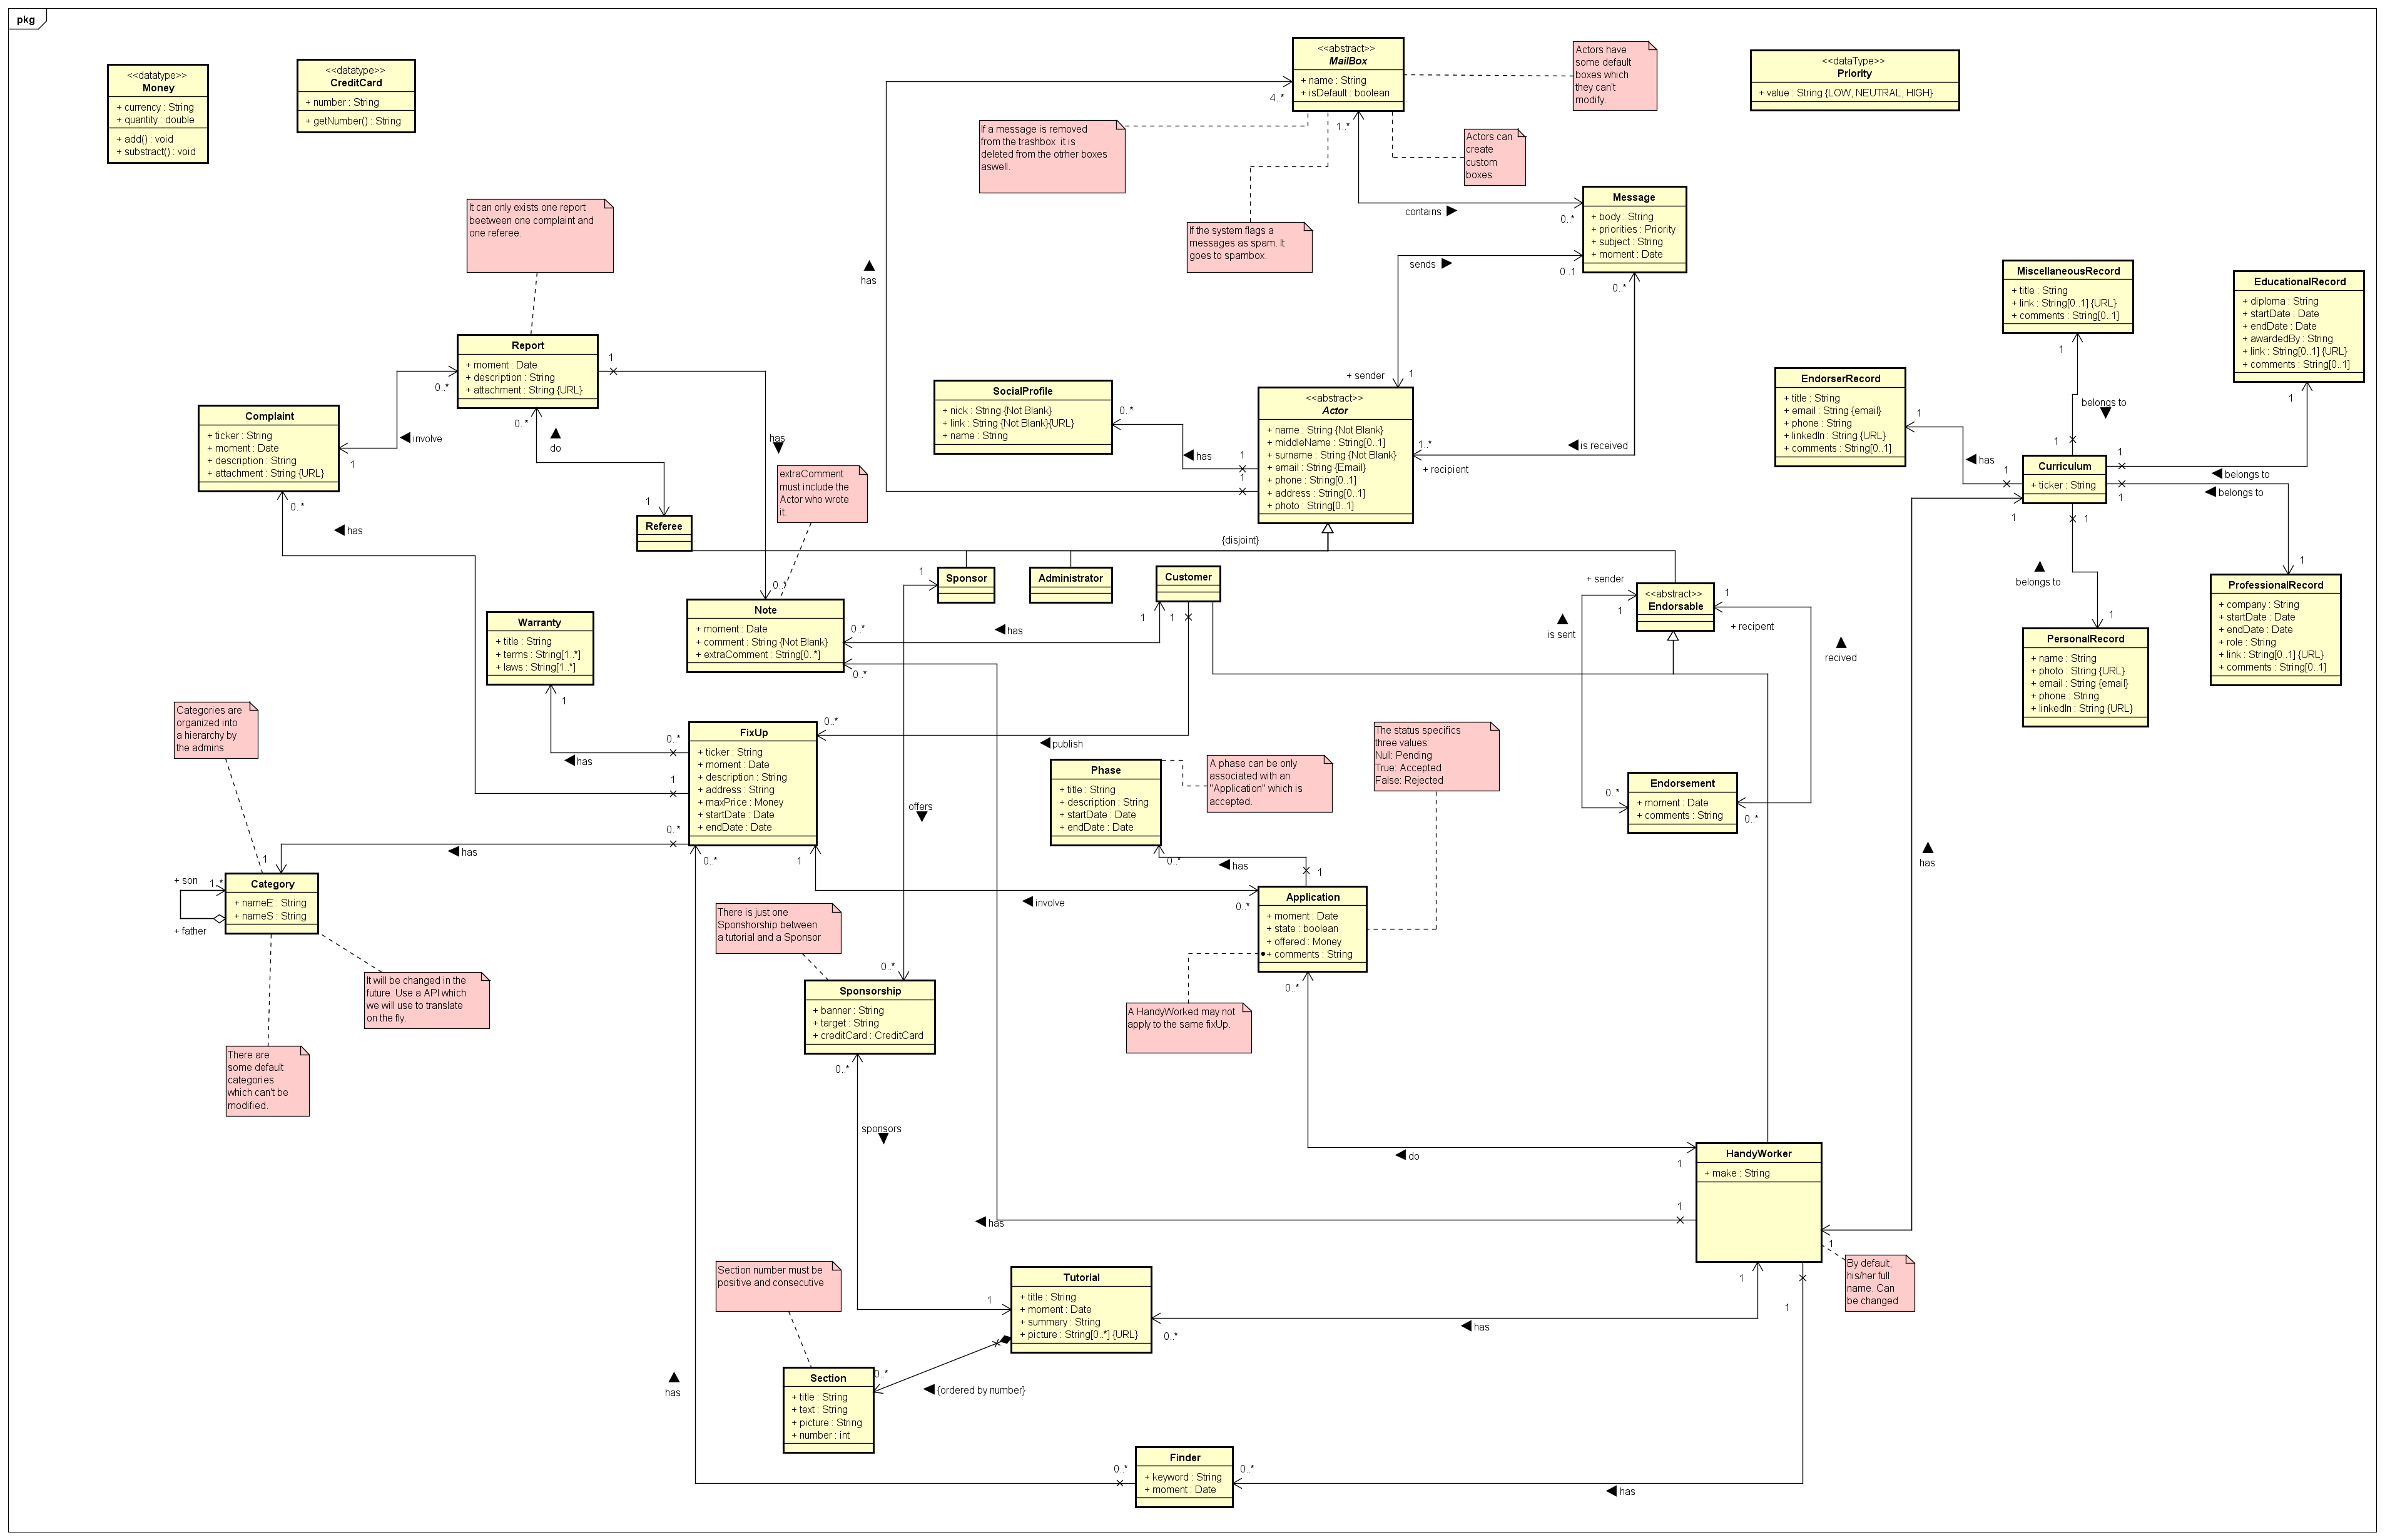 pkg
<<datatype>>
Money
+ currency : String
+ quantity : double
+ add() : void
+ substract() : void
<<datatype>>
CreditCard
+ number : String
+ getNumber() : String
<<abstract>>
MailBox
+ name : String
+ isDefault : boolean
4..*
1..*
Actors have
some default
boxes which
they can't
modify.
<<dataType>>
Priority
+ value : String {LOW, NEUTRAL, HIGH}
If a message is removed
from the trashbox it is
deleted from the otrher boxes
aswell.
Actors can
create
custom
boxes
If the system flags a
messages as spam. It
goes to spambox.
contains
0..*
Message
+ body : String
+ priorities : Priority
+ subject : String
+ moment : Date
sends
0..1
0..*
has
It can only exists one report
beetween one complaint and
one referee.
Report
+ moment : Date
+ description : String
+ attachment : String {URL}
1
0..*
0..*
involve
do
has
Complaint
+ ticker : String
+ moment : Date
+ description : String
+ attachment : String {URL}
1
0..*
has
1
Referee
extraComment
must include the
Actor who wrote
it.
SocialProfile
+ nick : String {Not Blank}
+ link : String {Not Blank}{URL}
+ name : String
0..*
has
1
1
+ sender
1
<<abstract>>
Actor
+ name : String {Not Blank}
+ middleName : String[0..1]
+ surname : String {Not Blank}
+ email : String {Email}
+ phone : String[0..1]
+ address : String[0..1]
+ photo : String[0..1]
1..*
+ recipient
is received
{disjoint}
MiscellaneousRecord
+ title : String
+ link : String[0..1] {URL}
+ comments : String[0..1]
1
belongs to
1
EducationalRecord
+ diploma : String
+ startDate : Date
+ endDate : Date
+ awardedBy : String
+ link : String[0..1] {URL}
+ comments : String[0..1]
1
EndorserRecord
+ title : String
+ email : String {email}
+ phone : String
+ linkedIn : String {URL}
+ comments : String[0..1]
1
has
1
Curriculum
+ ticker : String
1
belongs to
belongs to
1
1
1
belongs to
1
1
ProfessionalRecord
+ company : String
+ startDate : Date
+ endDate : Date
+ role : String
+ link : String[0..1] {URL}
+ comments : String[0..1]
PersonalRecord
+ name : String
+ photo : String {URL}
+ email : String {email}
+ phone : String
+ linkedIn : String {URL}
1
Sponsor
Administrator
Customer
1
1
+ sender
1
<<abstract>>
Endorsable
1
+ recipent
is sent
recived
0..*
Note
+ moment : Date
+ comment : String {Not Blank}
+ extraComment : String[0..*]
0..*
0..*
has
Warranty
+ title : String
+ terms : String[1..*]
+ laws : String[1..*]
1
0..*
has
1
0..*
Categories are
organized into
a hierarchy by
the admins
FixUp
+ ticker : String
+ moment : Date
+ description : String
+ address : String
+ maxPrice : Money
+ startDate : Date
+ endDate : Date
0..*
publish
0..*
1
offers
Phase
+ title : String
+ description : String
+ startDate : Date
+ endDate : Date
0..*
has
1
A phase can be only
associated with an
"Application" which is
accepted.
The status specifics
three values:
Null: Pending
True: Accepted
False: Rejected
Endorsement
+ moment : Date
+ comments : String
0..*
0..*
has
has
1
+ son
1..*
+ father
Category
+ nameE : String
+ nameS : String
It will be changed in the
future. Use a API which
we will use to translate
on the fly.
There are
some default
categories
which can't be
modified.
There is just one
Sponshorship between
a tutorial and a Sponsor
involve
0..*
Application
+ moment : Date
+ state : boolean
+ offered : Money
+ comments : String
0..*
A HandyWorked may not
apply to the same fixUp.
0..*
Sponsorship
+ banner : String
+ target : String
+ creditCard : CreditCard
0..*
sponsors
do
1
HandyWorker
+ make : String
1
has
1
1
1
By default,
his/her full
name. Can
be changed
Section number must be
positive and consecutive
1
Tutorial
+ title : String
+ moment : Date
+ summary : String
+ picture : String[0..*] {URL}
0..*
has
Section
+ title : String
+ text : String
+ picture : String
+ number : int
0..*
{ordered by number}
has
Finder
+ keyword : String
+ moment : Date
0..*
0..*
has